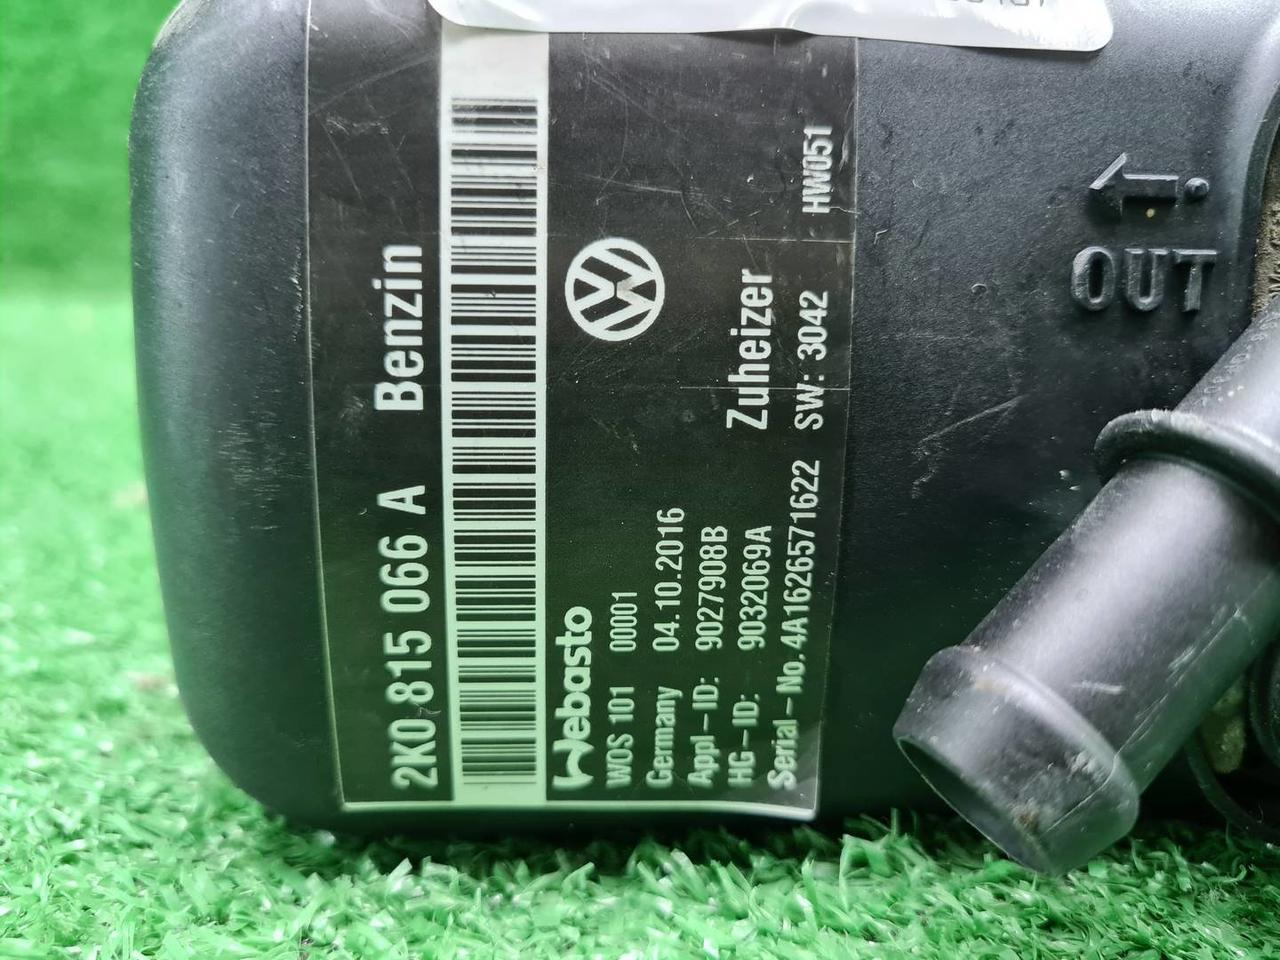 2K0 815 066 A Benzin
Webasto
WOS 101 00001
Germany 04.10.2016
Appl-ID: 9027908B
HG-ID: 9032069A Zuheizer
Serial-No. 4A1626571622 SW: 3042 HW051
OUT